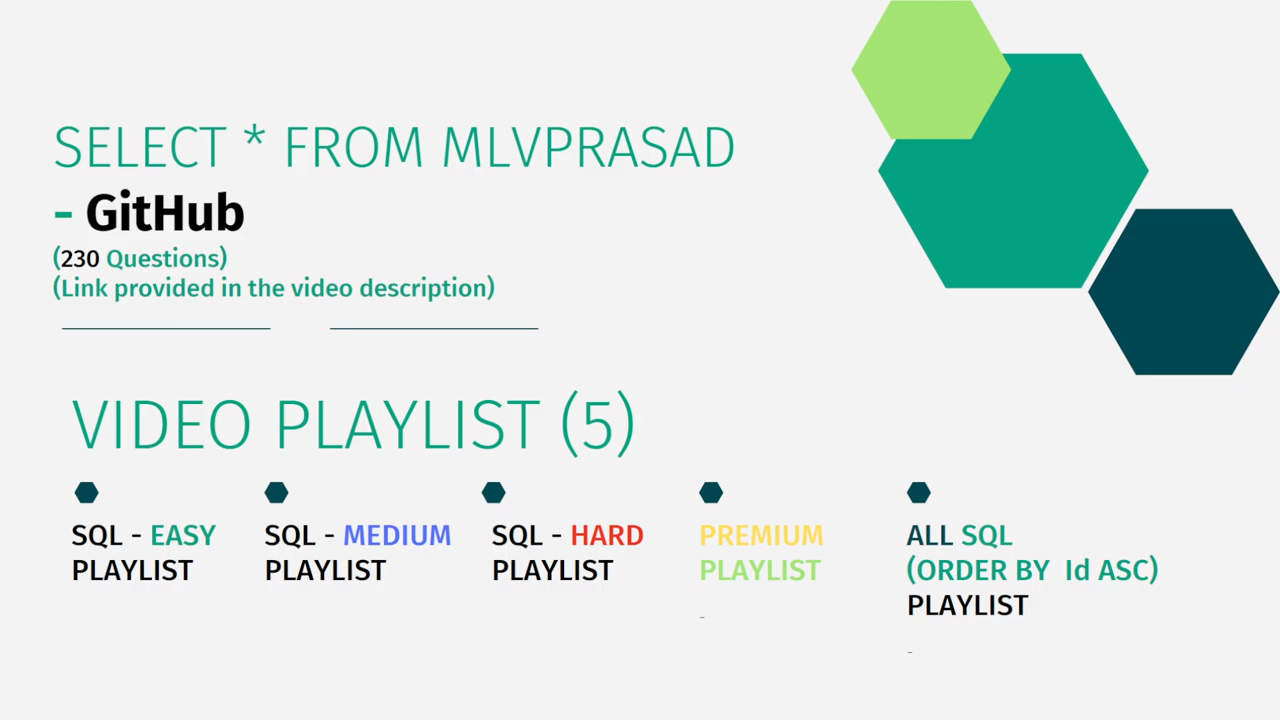 SELECT * FROM MLVPRASAD
- GitHub
(230 Questions)
(Link provided in the video description)
VIDEO PLAYLIST (5)
SQL - EASY
PLAYLIST
SQL - MEDIUM
PLAYLIST
SQL - HARD
PLAYLIST
PREMIUM
PLAYLIST
-
ALL SQL
(ORDER BY Id ASC)
PLAYLIST
-